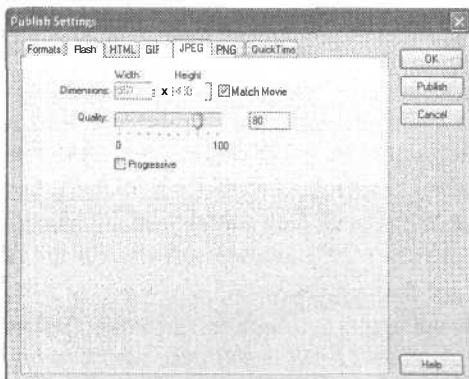 Publish Settings
Formats Flash HTML GIF JPEG PNG QuickTime
OK
Width Height
Dimensions: x Match Movie
Publish
Quality: 80
Cancel
0 100
Progressive
Help